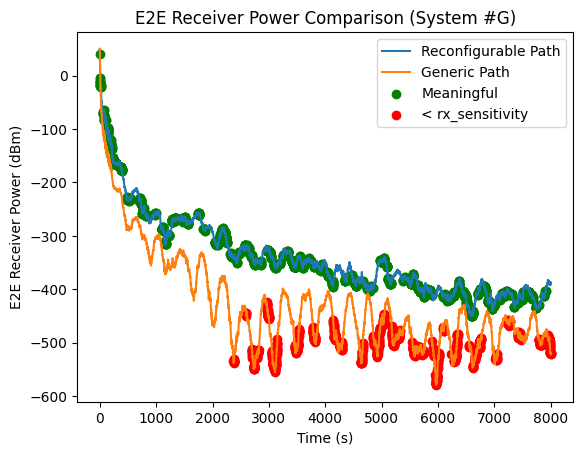 E2E Receiver Power Comparison (System #G)
Reconfigurable Path
Generic Path
Meaningful
< rx_sensitivity
E2E Receiver Power (dBm)
0
−100
−200
−300
−400
−500
−600
0 1000 2000 3000 4000 5000 6000 7000 8000
Time (s)